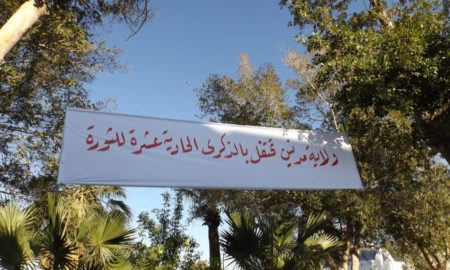 ولاية مدنين تحتفل بالذكرى الحادية عشرة للثورة